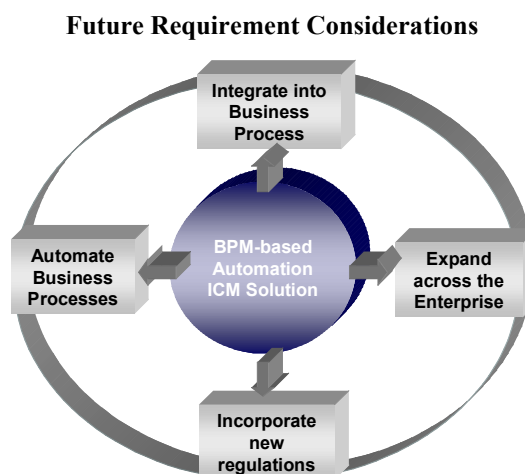 Future Requirement Considerations
Integrate into
Business
Process
Automate
Business
Processes
BPM-based
Automation
ICM Solution
Expand
across the
Enterprise
Incorporate
new
regulations